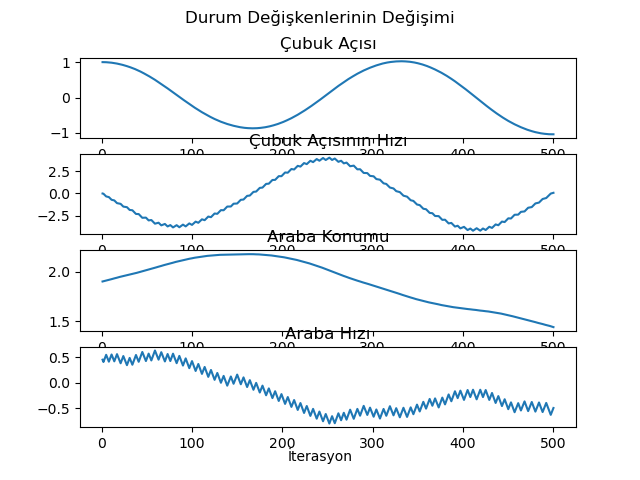 Durum Değişkenlerinin Değişimi
Çubuk Açısı
1
0
−1
0 100 200 300 400 500
Çubuk Açısının Hızı
2.5
0.0
−2.5
0 100 200 300 400 500
Araba Konumu
2.0
1.5
0 100 200 300 400 500
Araba Hızı
0.5
0.0
−0.5
0 100 200 300 400 500
İterasyon